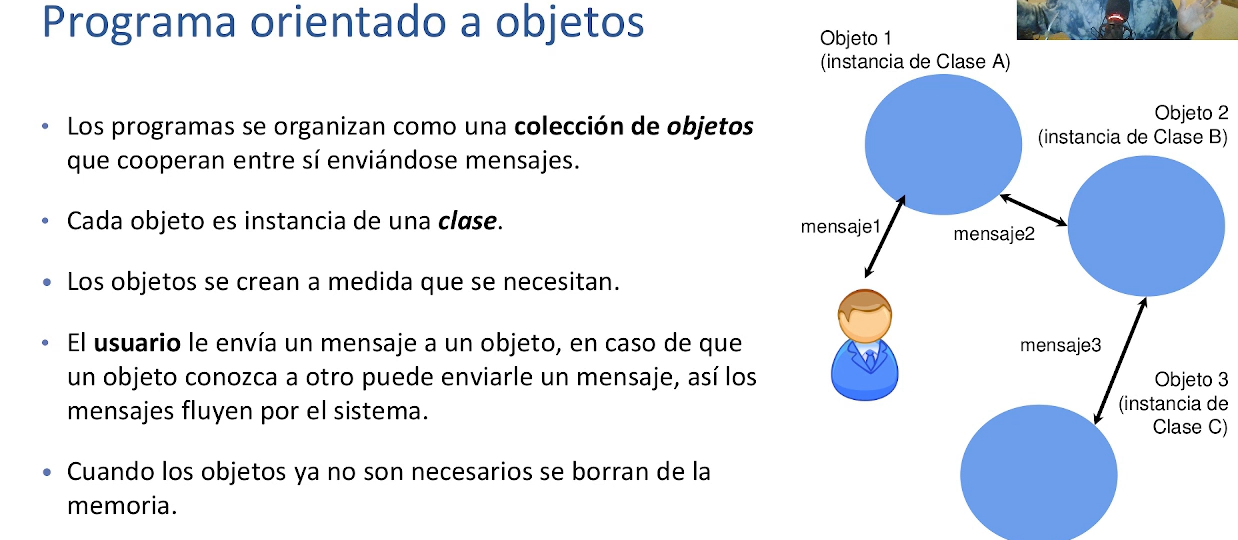 Programa orientado a objetos
• Los programas se organizan como una colección de objetos
que cooperan entre sí enviándose mensajes.
• Cada objeto es instancia de una clase.
• Los objetos se crean a medida que se necesitan.
• El usuario le envía un mensaje a un objeto, en caso de que
un objeto conozca a otro puede enviarle un mensaje, así los
mensajes fluyen por el sistema.
• Cuando los objetos ya no son necesarios se borran de la
memoria.
Objeto 1
(instancia de Clase A)
Objeto 2
(instancia de Clase B)
mensaje1
mensaje2
mensaje3
Objeto 3
(instancia de
Clase C)